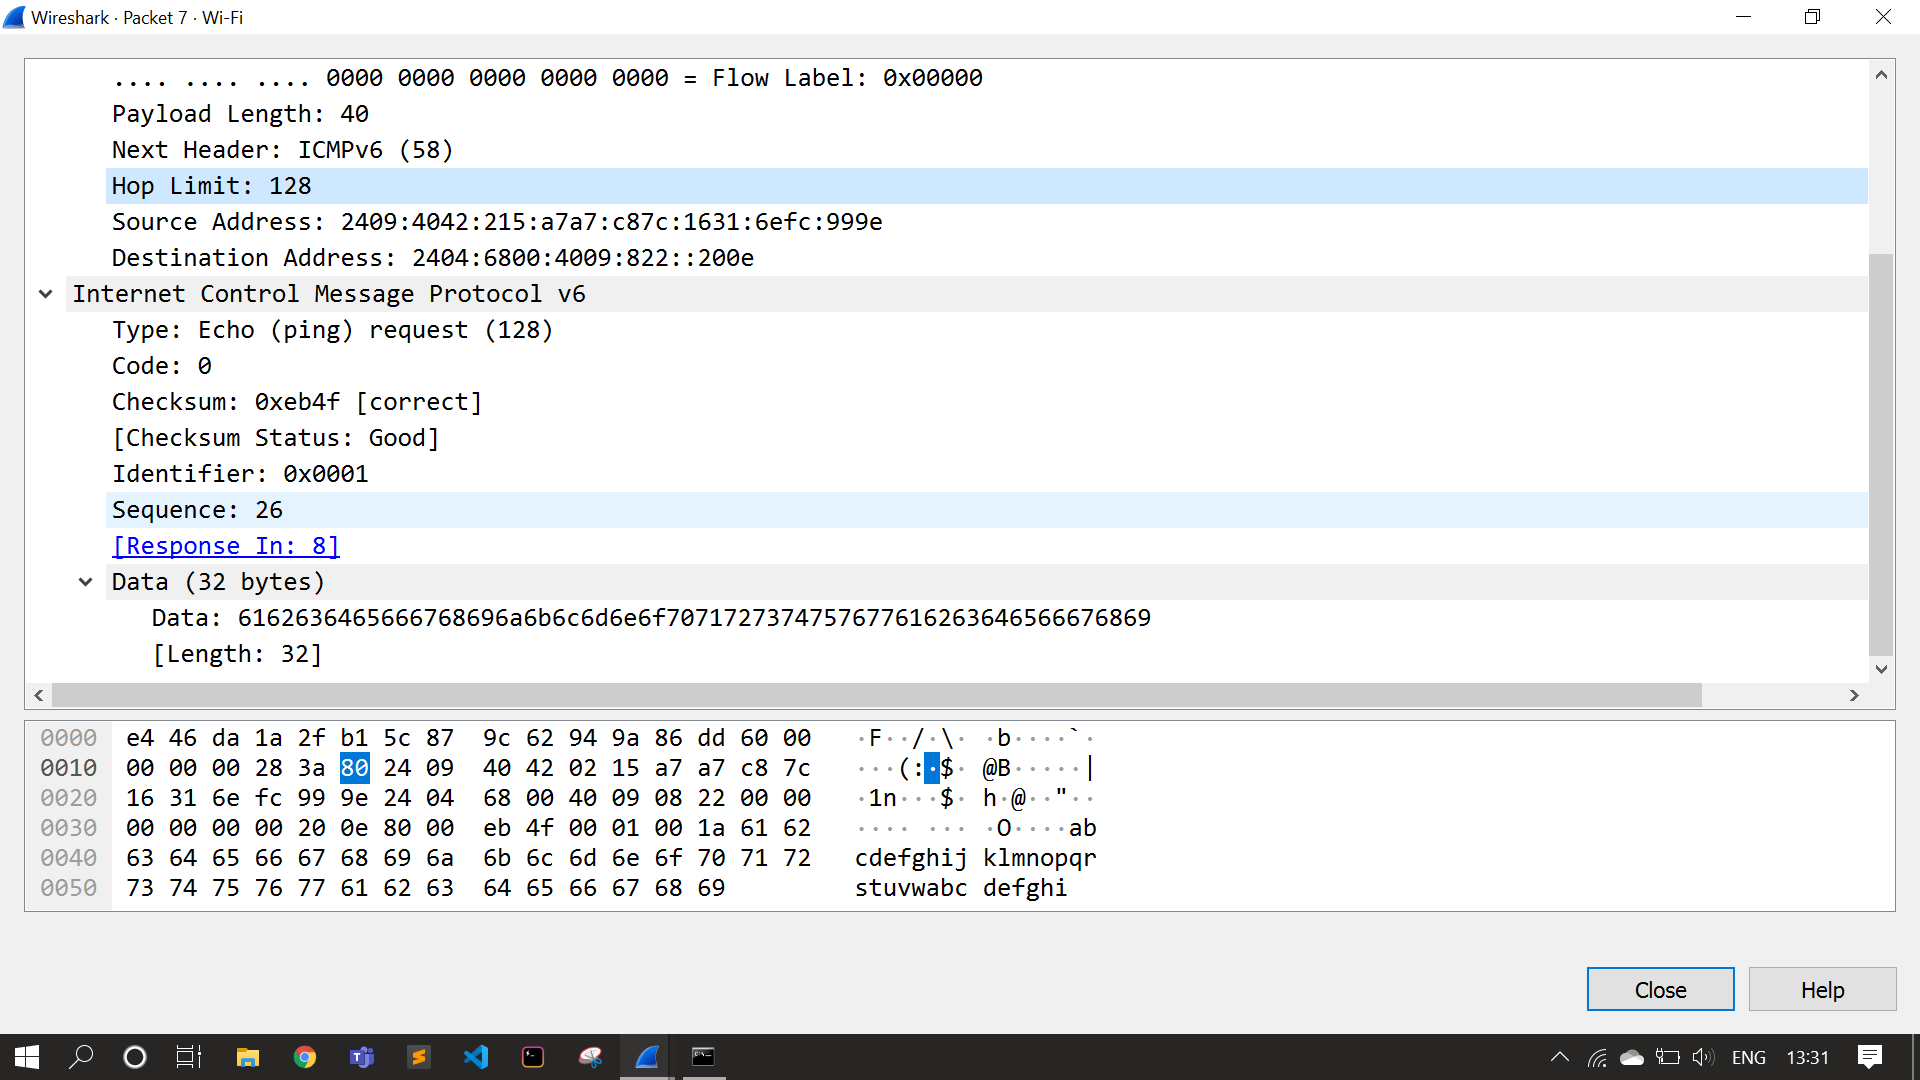 Wireshark · Packet 7 · Wi-Fi
.... .... .... 0000 0000 0000 0000 0000 = Flow Label: 0x00000
Payload Length: 40
Next Header: ICMPv6 (58)
Hop Limit: 128
Source Address: 2409:4042:215:a7a7:c87c:1631:6efc:999e
Destination Address: 2404:6800:4009:822::200e
Internet Control Message Protocol v6
Type: Echo (ping) request (128)
Code: 0
Checksum: 0xeb4f [correct]
[Checksum Status: Good]
Identifier: 0x0001
Sequence: 26
[Response In: 8]
Data (32 bytes)
Data: 6162636465666768696a6b6c6d6e6f7071727374757677616263646566676869
[Length: 32]
0000 e4 46 da 1a 2f b1 5c 87 9c 62 94 9a 86 dd 60 00 ·F··/·\· ·b····`·
0010 00 00 00 28 3a 80 24 09 40 42 02 15 a7 a7 c8 7c ···(:·$· @B·····|
0020 16 31 6e fc 99 9e 24 04 68 00 40 09 08 22 00 00 ·1n···$· h·@··"··
0030 00 00 00 00 20 0e 80 00 eb 4f 00 01 00 1a 61 62 ···· ··· ·O····ab
0040 63 64 65 66 67 68 69 6a 6b 6c 6d 6e 6f 70 71 72 cdefghij klmnopqr
0050 73 74 75 76 77 61 62 63 64 65 66 67 68 69 stuvwabc defghi
Close Help
ENG 13:31